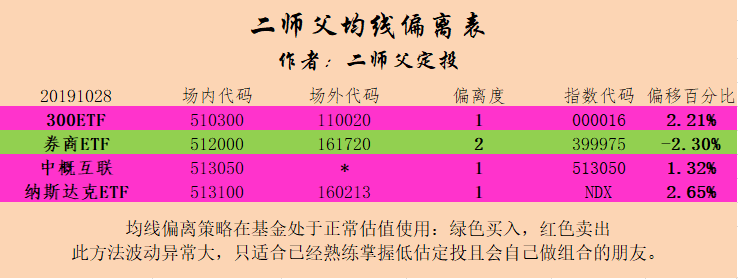 二师父均线偏离表
作者：二师父定投
20191028 场内代码 场外代码 偏离度 指数代码 偏移百分比
300ETF 510300 110020 1 000016 2.21%
券商ETF 512000 161720 2 399975 -2.30%
中概互联 513050 * 1 513050 1.32%
纳斯达克ETF 513100 160213 1 NDX 2.65%
均线偏离策略在基金处于正常估值使用：绿色买入，红色卖出
此方法波动异常大，只适合已经熟练掌握低估定投且会自己做组合的朋友。